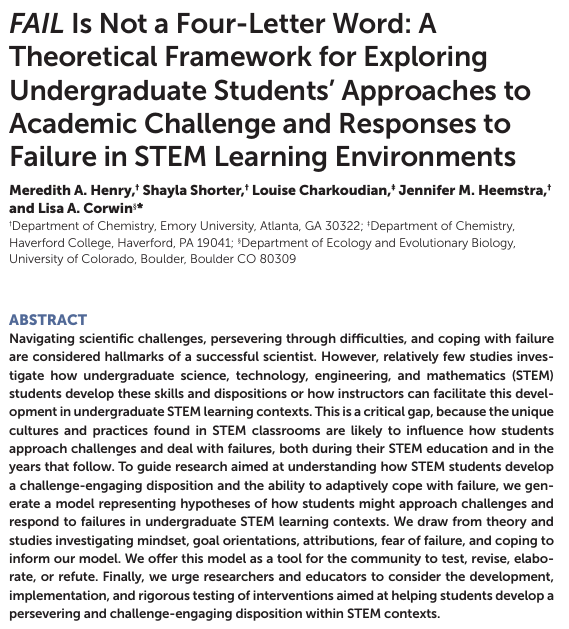 FAIL Is Not a Four-Letter Word: A
Theoretical Framework for Exploring
Undergraduate Students’ Approaches to
Academic Challenge and Responses to
Failure in STEM Learning Environments
Meredith A. Henry,† Shayla Shorter,† Louise Charkoudian,‡ Jennifer M. Heemstra,†
and Lisa A. Corwin§*
†Department of Chemistry, Emory University, Atlanta, GA 30322; ‡Department of Chemistry,
Haverford College, Haverford, PA 19041; §Department of Ecology and Evolutionary Biology,
University of Colorado, Boulder, Boulder CO 80309
ABSTRACT
Navigating scientific challenges, persevering through difficulties, and coping with failure
are considered hallmarks of a successful scientist. However, relatively few studies inves-
tigate how undergraduate science, technology, engineering, and mathematics (STEM)
students develop these skills and dispositions or how instructors can facilitate this devel-
opment in undergraduate STEM learning contexts. This is a critical gap, because the unique
cultures and practices found in STEM classrooms are likely to influence how students
approach challenges and deal with failures, both during their STEM education and in the
years that follow. To guide research aimed at understanding how STEM students develop
a challenge-engaging disposition and the ability to adaptively cope with failure, we gen-
erate a model representing hypotheses of how students might approach challenges and
respond to failures in undergraduate STEM learning contexts. We draw from theory and
studies investigating mindset, goal orientations, attributions, fear of failure, and coping to
inform our model. We offer this model as a tool for the community to test, revise, elabo-
rate, or refute. Finally, we urge researchers and educators to consider the development,
implementation, and rigorous testing of interventions aimed at helping students develop a
persevering and challenge-engaging disposition within STEM contexts.